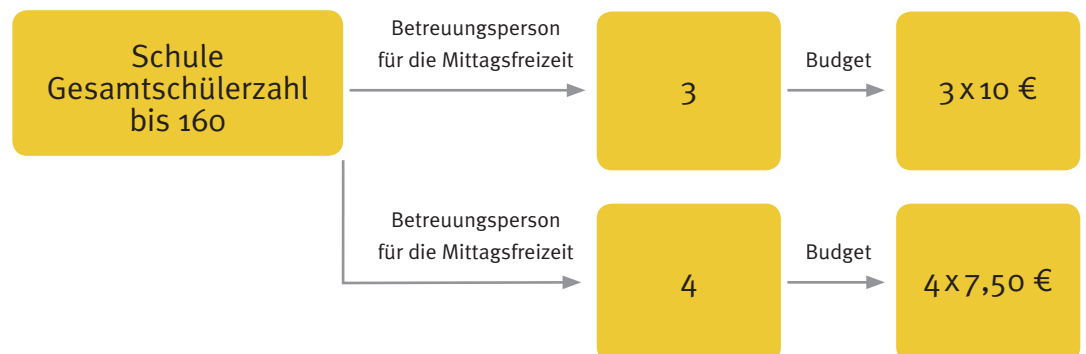 Schule
Gesamtschülerzahl
bis 160
Betreuungsperson
für die Mittagsfreizeit
3
Budget
3 x 10 €
Betreuungsperson
für die Mittagsfreizeit
4
Budget
4 x 7,50 €